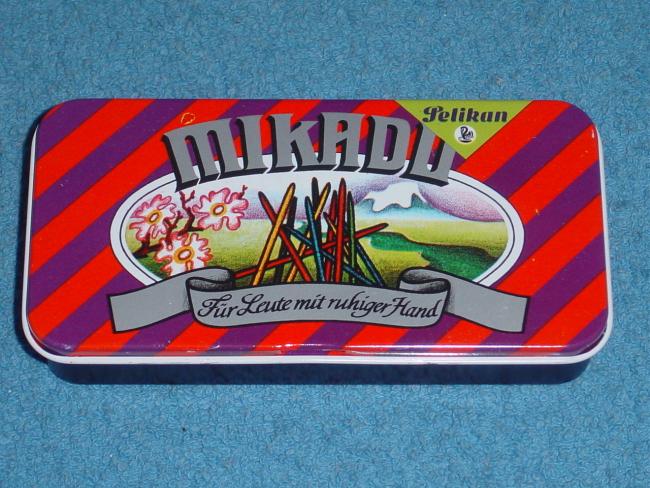 Pelikan
MIKADO
Für Leute mit ruhiger Hand